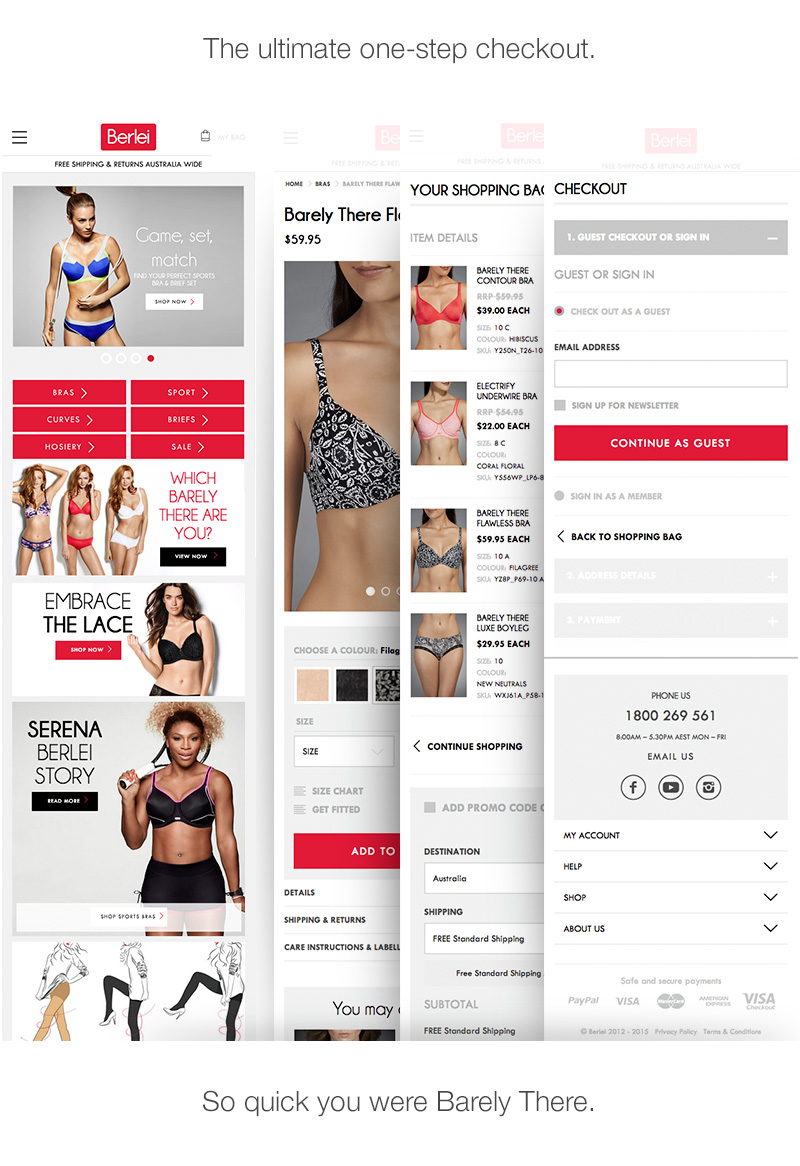 The ultimate one-step checkout.
Berlei
MY BAG
FREE SHIPPING & RETURNS AUSTRALIA WIDE
Game, set,
match
FIND YOUR PERFECT SPORTS
BRA & BRIEF SET
SHOP NOW
BRAS
SPORT
CURVES
BRIEFS
HOSIERY
SALE
WHICH
BARELY
THERE ARE
YOU?
VIEW NOW
EMBRACE
THE LACE
SHOP NOW
SERENA
BERLEI
STORY
READ MORE
SHOP SPORTS BRAS
Be
FREE SHIPPING & RETU
HOME
BRAS
BARELY THERE FLAW
Barely There Fl
$59.95
CHOOSE A COLOUR: Filag
SIZE
SIZE
SIZE CHART
GET FITTED
ADD TO
DETAILS
SHIPPING & RETURNS
CARE INSTRUCTIONS & LABELL
You may
Berlei
FREE SHIPPING & RETURNS
YOUR SHOPPING BAG
ITEM DETAILS
BARELY THERE
CONTOUR BRA
RRP $59.95
$39.00 EACH
SIZE: 10 C
COLOUR: HIBISCUS
SKU: Y250N_T26-10
ELECTRIFY
UNDERWIRE BRA
RRP $54.95
$22.00 EACH
SIZE: 8 C
COLOUR:
CORAL FLORAL
SKU: Y556WP_LP6-8
BARELY THERE
FLAWLESS BRA
$59.95 EACH
SIZE: 10 A
COLOUR: FILAGREE
SKU: YZ8P_P69-10 A
BARELY THERE
LUXE BOYLEG
$29.95 EACH
SIZE: 10
COLOUR:
NEW NEUTRALS
SKU: WXJ61A_P58-1
CONTINUE SHOPPING
ADD PROMO CODE
DESTINATION
Australia
SHIPPING
FREE Standard Shipping
Free Standard Shipping
SUBTOTAL
FREE Standard Shipping
Berlei
FREE SHIPPING & RETURNS AUSTRALIA WIDE
CHECKOUT
1. GUEST CHECKOUT OR SIGN IN
GUEST OR SIGN IN
CHECK OUT AS A GUEST
EMAIL ADDRESS
SIGN UP FOR NEWSLETTER
CONTINUE AS GUEST
SIGN IN AS A MEMBER
BACK TO SHOPPING BAG
2. ADDRESS DETAILS
3. PAYMENT
PHONE US
1800 269 561
8:00AM – 5.30PM AEST MON – FRI
EMAIL US
MY ACCOUNT
HELP
SHOP
ABOUT US
Safe and secure payments
PayPal
VISA
MasterCard
AMERICAN
EXPRESS
VISA
Checkout
© Berlei 2012 - 2015 Privacy Policy Terms & Conditions
So quick you were Barely There.